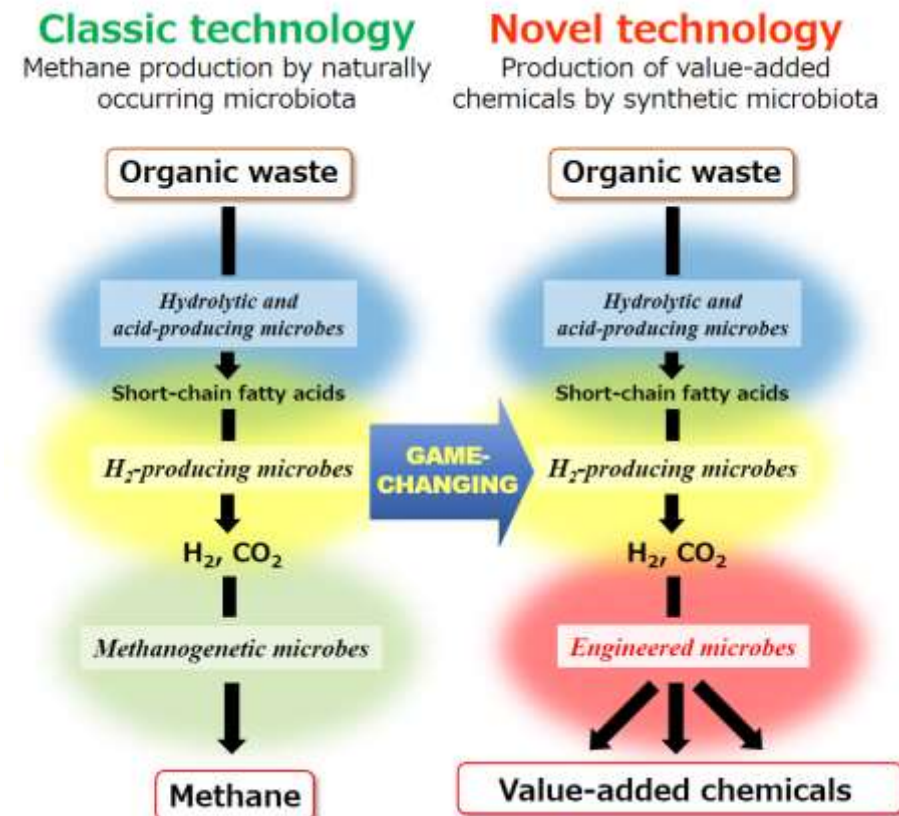 Classic technology
Methane production by naturally
occurring microbiota
Organic waste
Hydrolytic and
acid-producing microbes
Short-chain fatty acids
H₂-producing microbes
H₂, CO₂
Methanogenetic microbes
Methane
GAME-
CHANGING
Novel technology
Production of value-added
chemicals by synthetic microbiota
Organic waste
Hydrolytic and
acid-producing microbes
Short-chain fatty acids
H₂-producing microbes
H₂, CO₂
Engineered microbes
Value-added chemicals